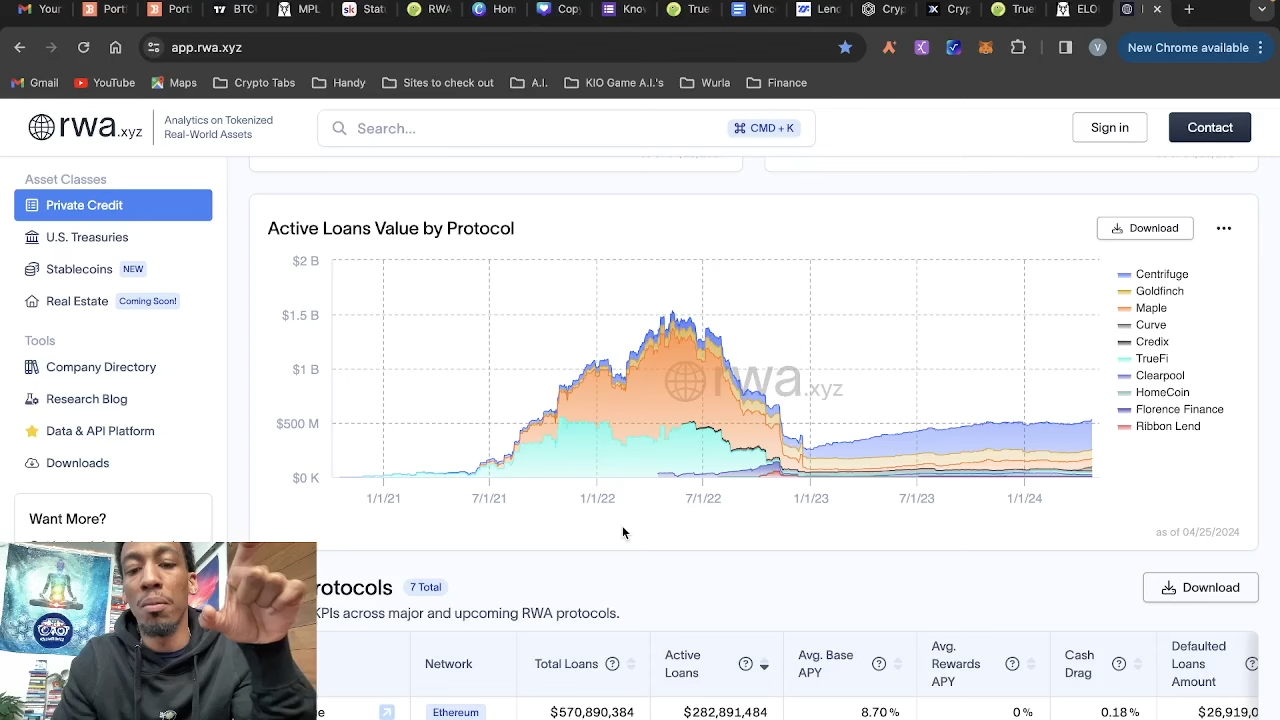 Your
Port
Port
BTC
MPL
Stat
RWA
Hom
Cop
Kno
True
Vinc
Lenc
Cryp
Cryp
True
ELO
app.rwa.xyz
V
New Chrome available
Gmail
YouTube
Maps
Crypto Tabs
Handy
Sites to check out
A.I.
KIO Game A.I.'s
Wurla
Finance
rwa.xyz
Analytics on Tokenized
Real-World Assets
Search...
⌘ CMD + K
Sign in
Contact
Asset Classes
Private Credit
U.S. Treasuries
Stablecoins NEW
Real Estate Coming Soon!
Tools
Company Directory
Research Blog
Data & API Platform
Downloads
Want More?
Active Loans Value by Protocol
Download
$2 B
$1.5 B
$1 B
$500 M
$0 K
1/1/21
7/1/21
1/1/22
7/1/22
1/1/23
7/1/23
1/1/24
rwa.xyz
Centrifuge
Goldfinch
Maple
Curve
Credix
TrueFi
Clearpool
HomeCoin
Florence Finance
Ribbon Lend
as of 04/25/2024
otocols 7 Total
KPIs across major and upcoming RWA protocols.
Download
Network
Total Loans
Active
Loans
Avg. Base
APY
Avg.
Rewards
APY
Cash
Drag
Defaulted
Loans
Amount
e
Ethereum
$570,890,384
$282,891,484
8.70%
0%
0.18%
$26,919,0